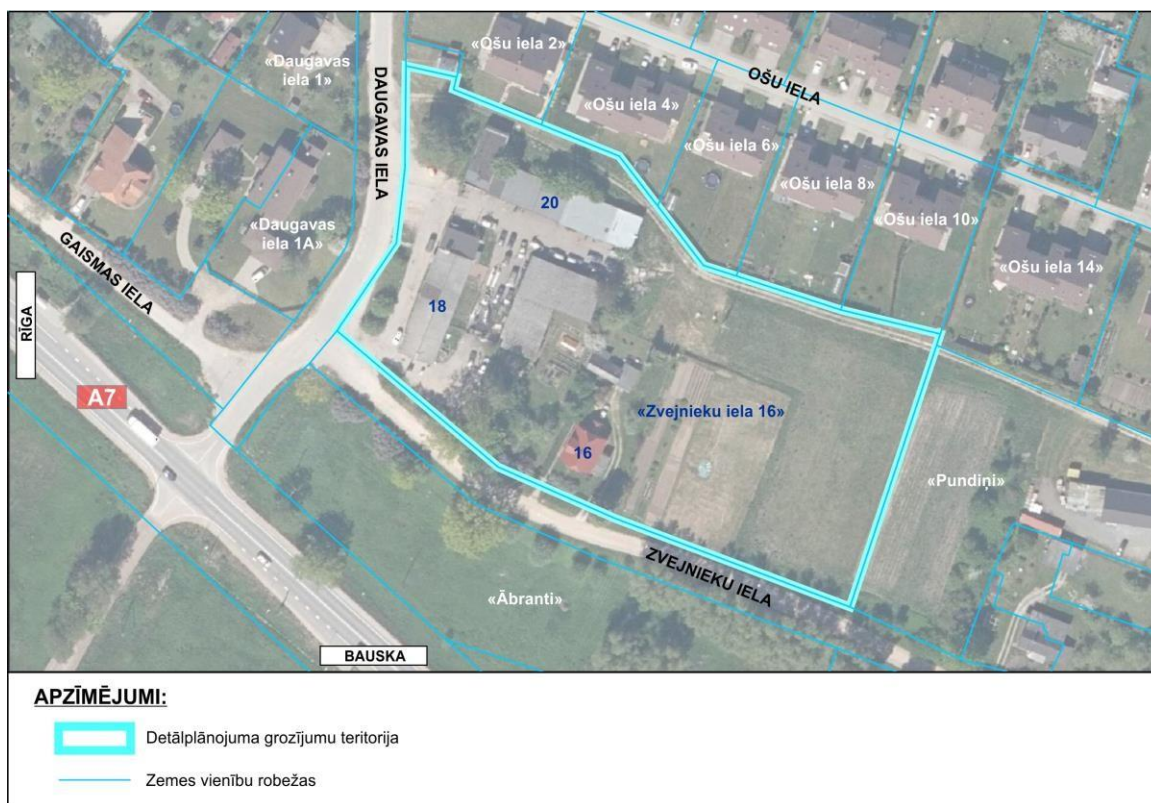 «Ošu iela 2»
«Daugavas
iela 1»
DAUGAVAS IELA
OŠU IELA
«Ošu iela 4»
«Ošu iela 6»
«Ošu iela 8»
«Ošu iela 10»
«Ošu iela 14»
20
«Daugavas
iela 1A»
GAISMAS IELA
RĪGA
18
A7
«Zvejnieku iela 16»
16
«Pundiņi»
ZVEJNIEKU IELA
«Ābranti»
BAUSKA
APZĪMĒJUMI:
Detālplānojuma grozījumu teritorija
Zemes vienību robežas